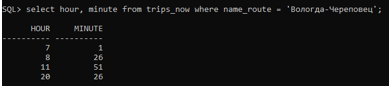 SQL> select hour, minute from trips_now where name_route = 'Вологда-Череповец';
HOUR MINUTE
---------- ----------
7 1
8 26
11 51
20 26